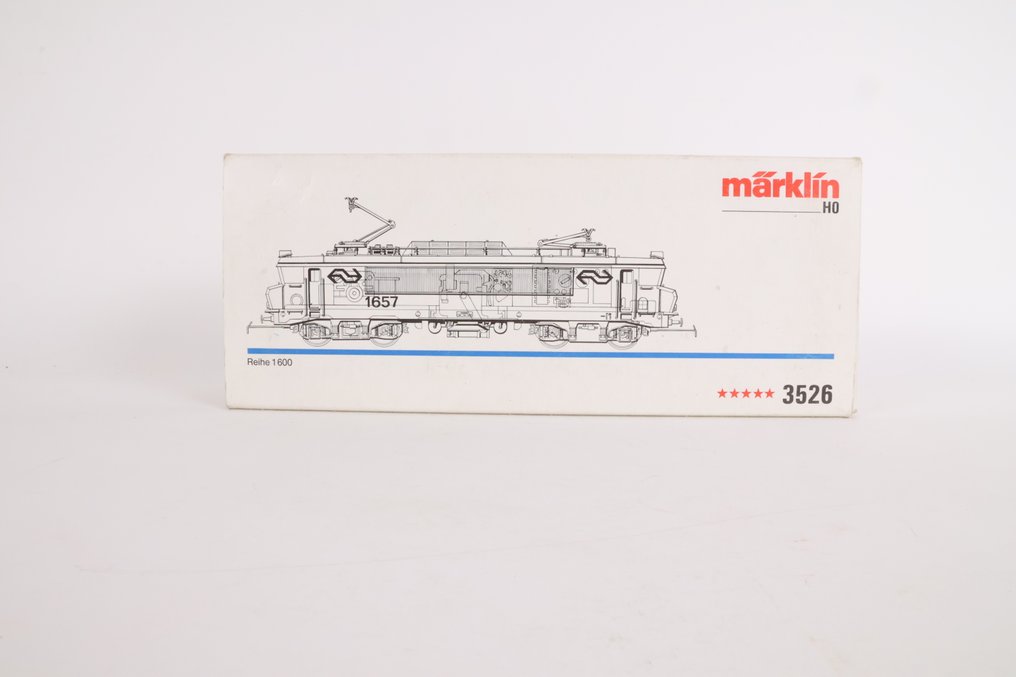 märklin
H0
1657
Reihe 1600
★★★★★ 3526